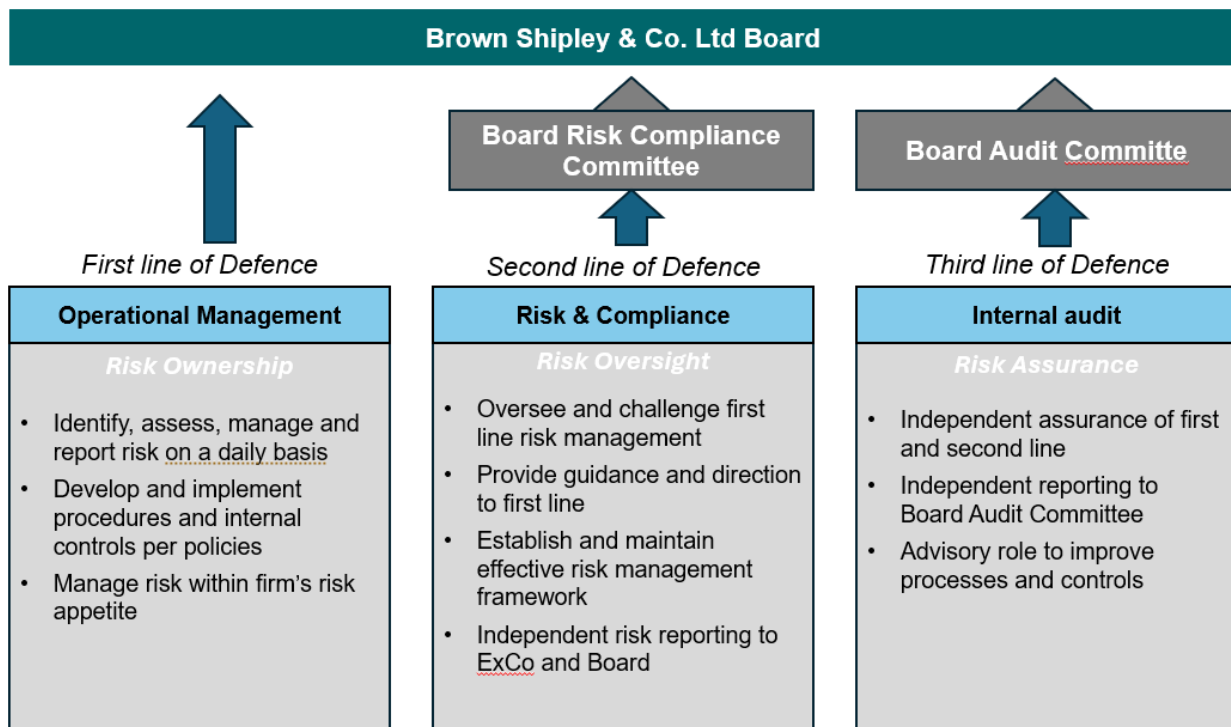 Brown Shipley & Co. Ltd Board
Board Risk Compliance
Committee
Board Audit Committe
First line of Defence
Second line of Defence
Third line of Defence
Operational Management
Risk Ownership
• Identify, assess, manage and
report risk on a daily basis
• Develop and implement
procedures and internal
controls per policies
• Manage risk within firm’s risk
appetite
Risk & Compliance
Risk Oversight
• Oversee and challenge first
line risk management
• Provide guidance and direction
to first line
• Establish and maintain
effective risk management
framework
• Independent risk reporting to
ExCo and Board
Internal audit
Risk Assurance
• Independent assurance of first
and second line
• Independent reporting to
Board Audit Committee
• Advisory role to improve
processes and controls